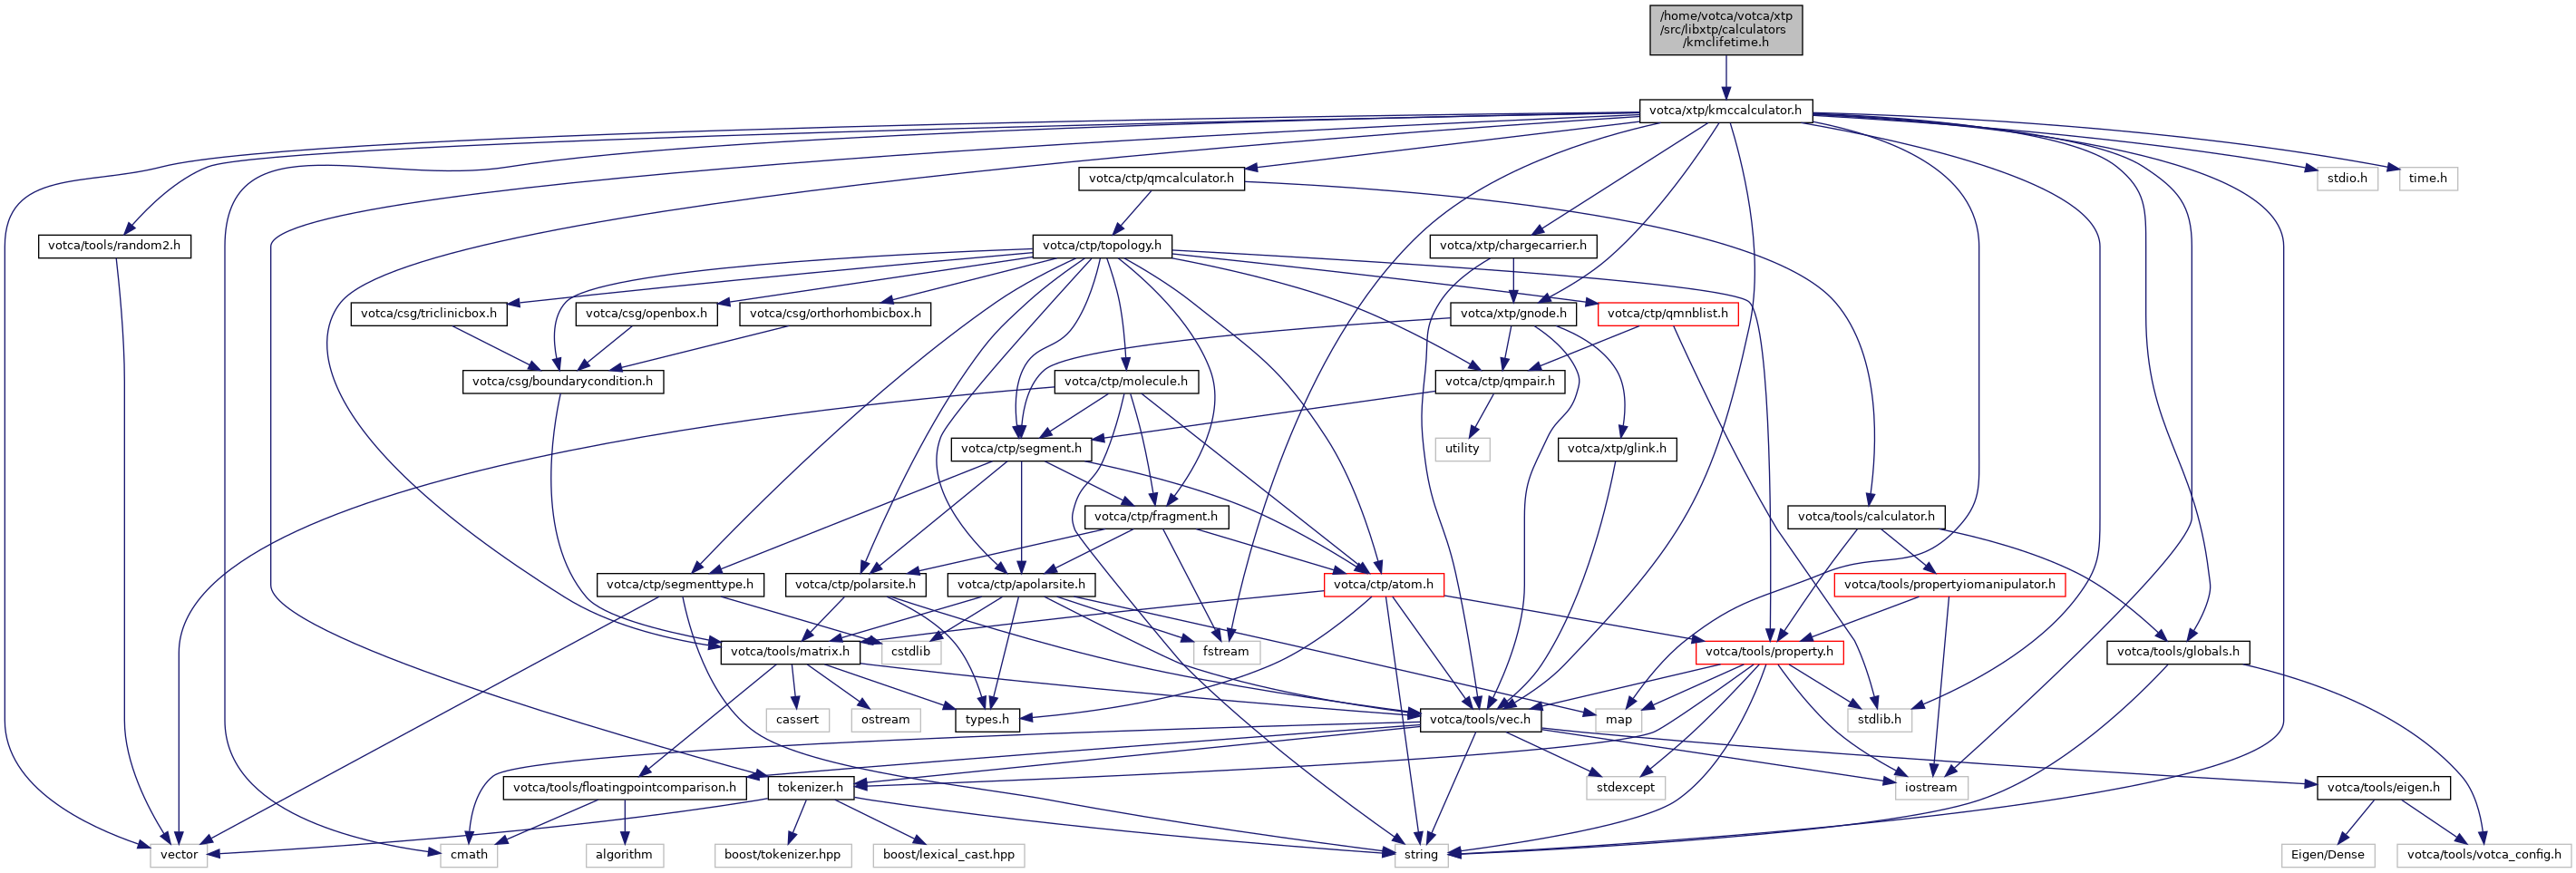 /home/votca/votca/xtp
/src/libxtp/calculators
/kmclifetime.h
votca/xtp/kmccalculator.h
votca/ctp/qmcalculator.h
stdio.h
time.h
votca/tools/random2.h
votca/ctp/topology.h
votca/xtp/chargecarrier.h
votca/csg/triclinicbox.h
votca/csg/openbox.h
votca/csg/orthorhombicbox.h
votca/xtp/gnode.h
votca/ctp/qmnblist.h
votca/csg/boundarycondition.h
votca/ctp/molecule.h
votca/ctp/qmpair.h
votca/ctp/segment.h
utility
votca/xtp/glink.h
votca/ctp/fragment.h
votca/tools/calculator.h
votca/ctp/segmenttype.h
votca/ctp/polarsite.h
votca/ctp/apolarsite.h
votca/ctp/atom.h
votca/tools/propertyiomanipulator.h
votca/tools/matrix.h
cstdlib
fstream
votca/tools/property.h
votca/tools/globals.h
cassert
ostream
types.h
votca/tools/vec.h
map
stdlib.h
votca/tools/floatingpointcomparison.h
tokenizer.h
stdexcept
iostream
votca/tools/eigen.h
vector
cmath
algorithm
boost/tokenizer.hpp
boost/lexical_cast.hpp
string
Eigen/Dense
votca/tools/votca_config.h